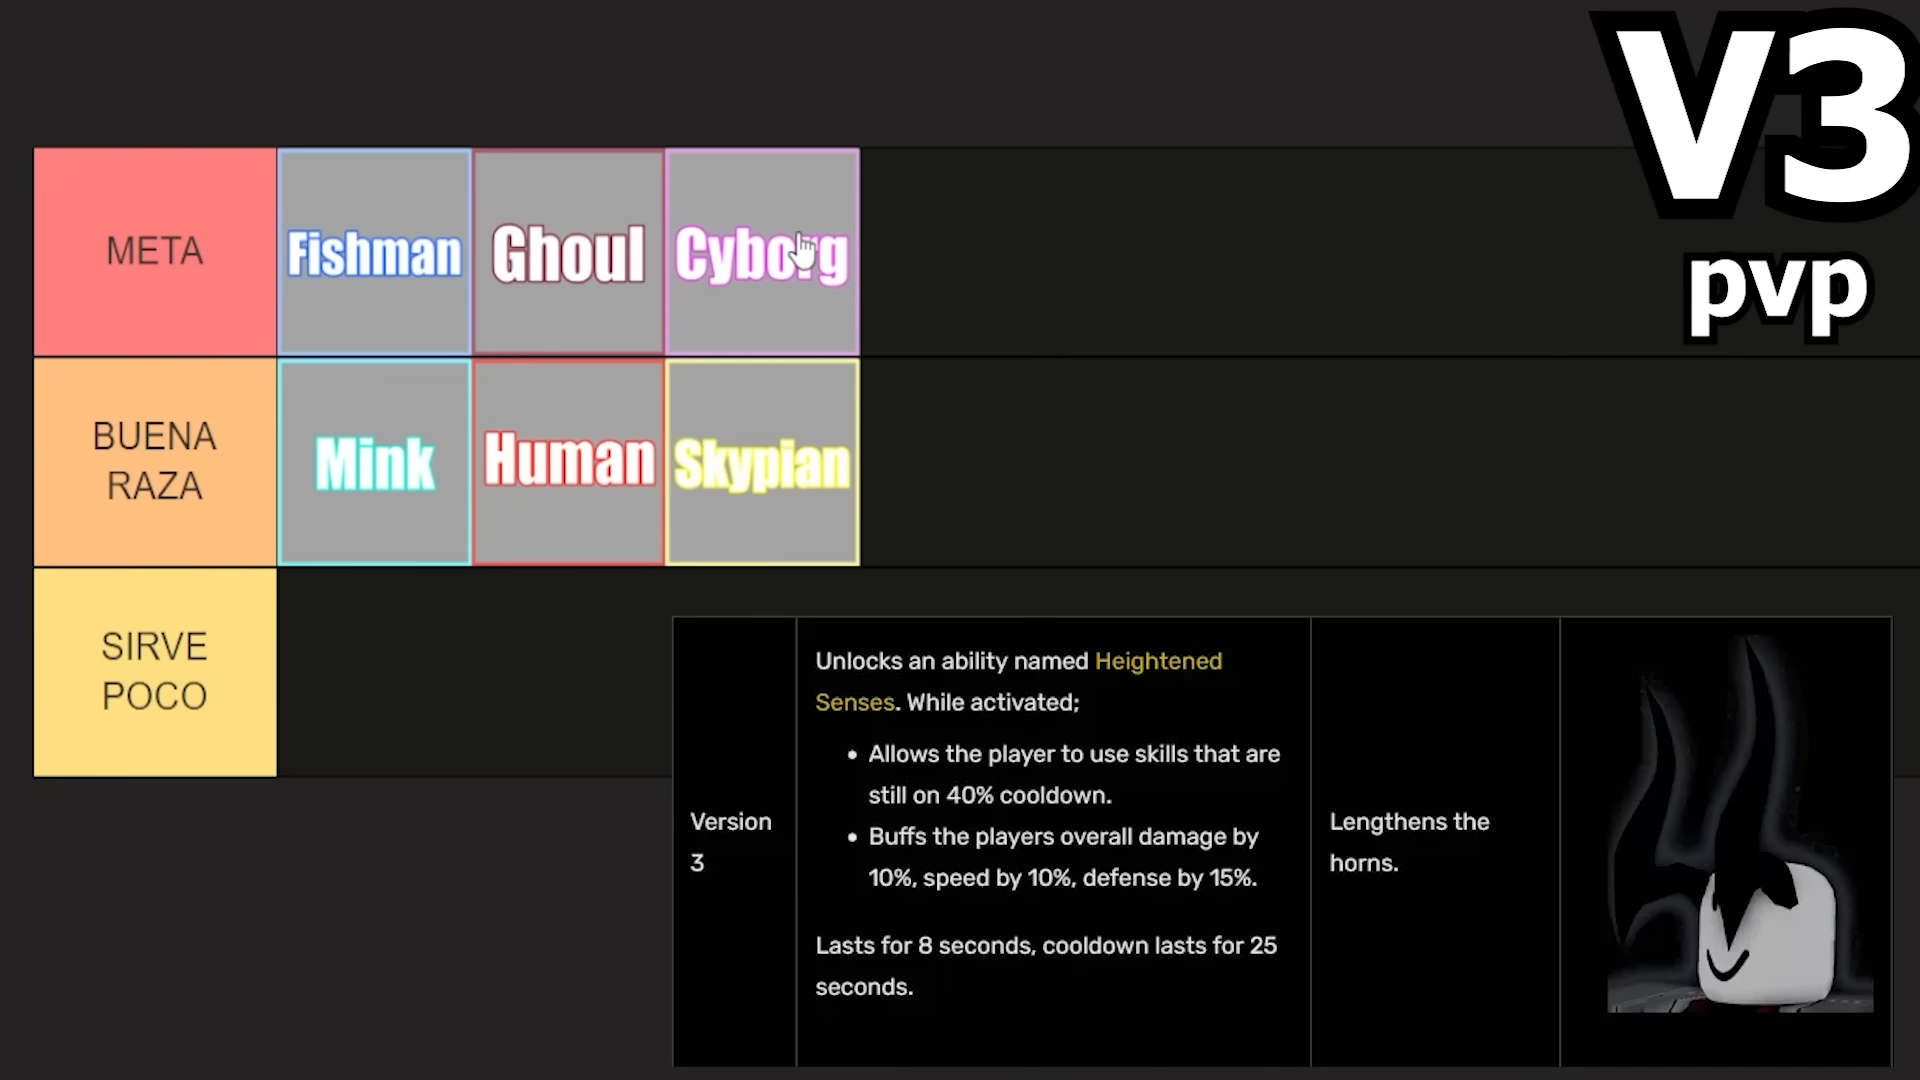 V3
pvp
META
Fishman
Ghoul
Cyborg
BUENA
RAZA
Mink
Human
Skypian
SIRVE
POCO
Version
3
Unlocks an ability named Heightened
Senses. While activated;
• Allows the player to use skills that are
still on 40% cooldown.
• Buffs the players overall damage by
10%, speed by 10%, defense by 15%.
Lasts for 8 seconds, cooldown lasts for 25
seconds.
Lengthens the
horns.